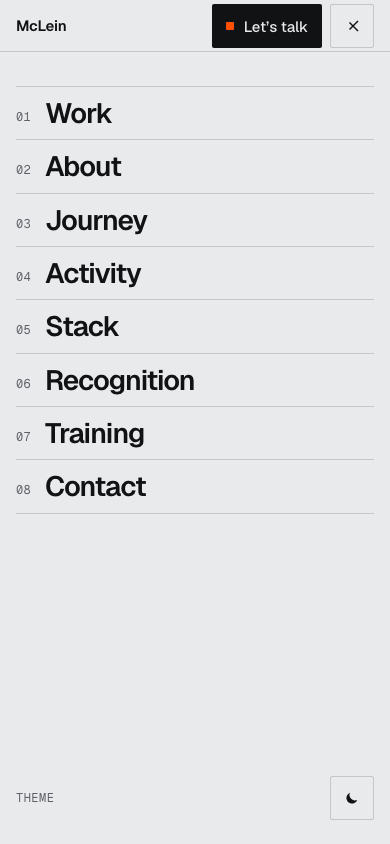 McLein
Let's talk
01 Work
02 About
03 Journey
04 Activity
05 Stack
06 Recognition
07 Training
08 Contact
THEME